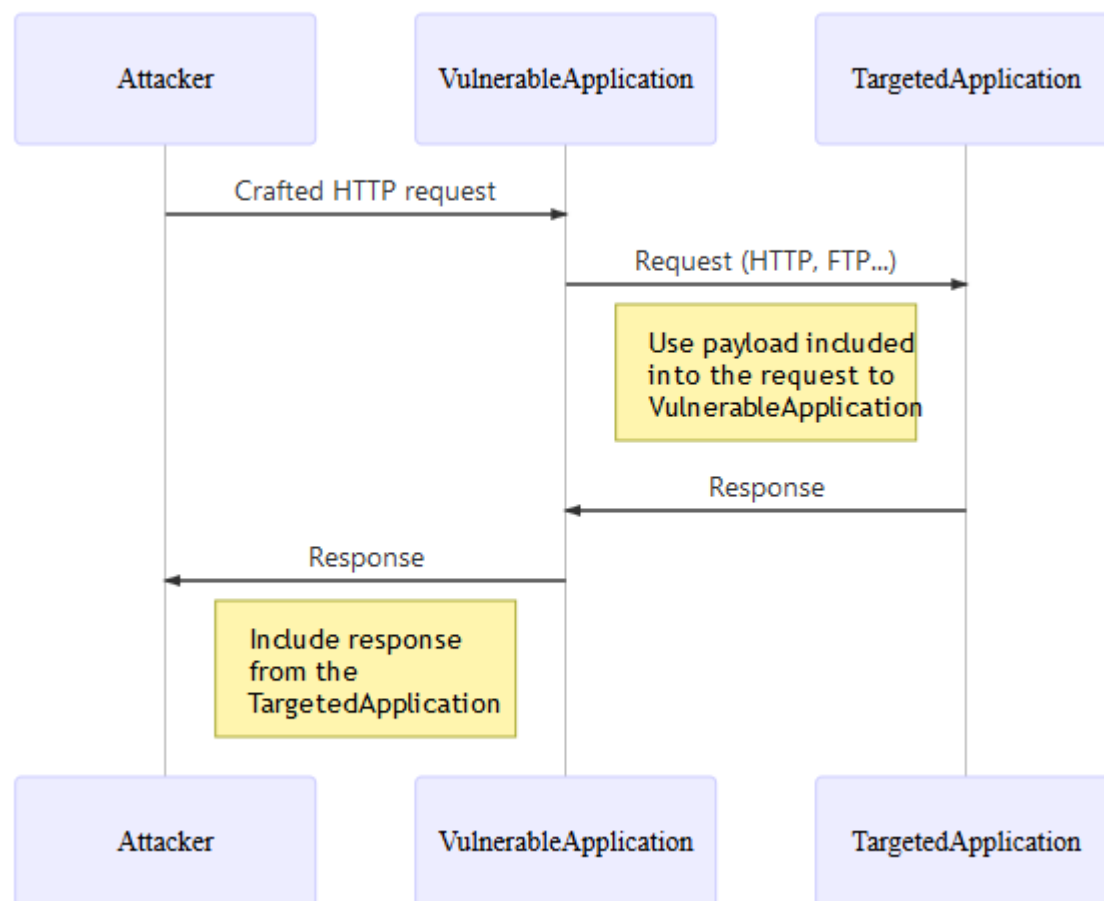 Attacker
VulnerableApplication
TargetedApplication
Crafted HTTP request
Request (HTTP, FTP...)
Use payload included
into the request to
VulnerableApplication
Response
Response
Include response
from the
TargetedApplication
Attacker
VulnerableApplication
TargetedApplication